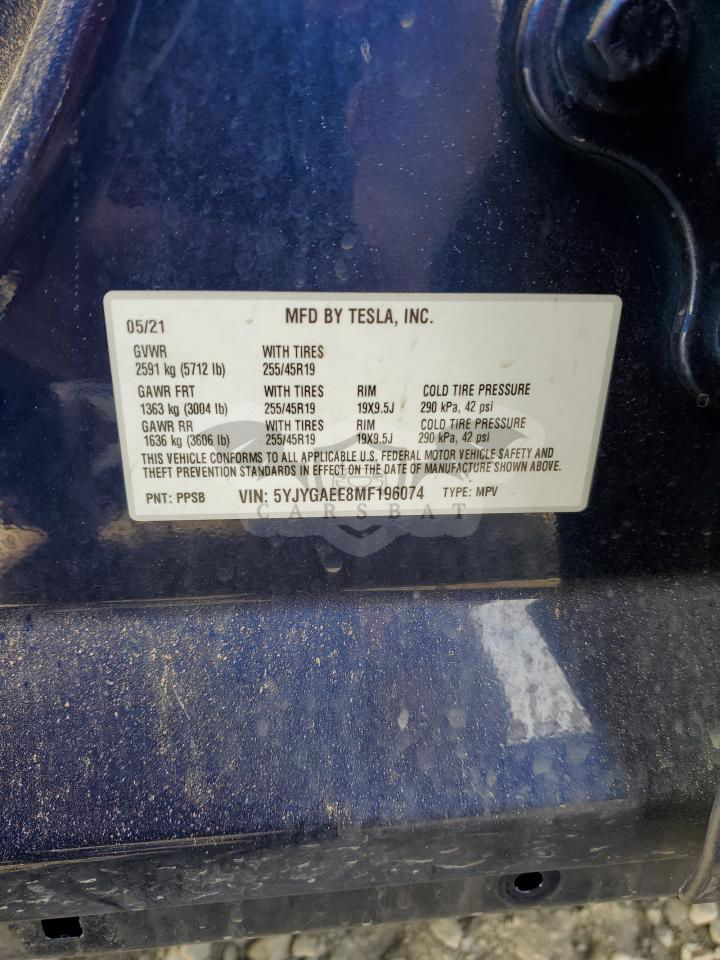 05/21 MFD BY TESLA, INC.
GVWR WITH TIRES
2591 kg (5712 lb) 255/45R19
GAWR FRT WITH TIRES RIM COLD TIRE PRESSURE
1363 kg (3004 lb) 255/45R19 19X9.5J 290 kPa, 42 psi
GAWR RR WITH TIRES RIM COLD TIRE PRESSURE
1636 kg (3606 lb) 255/45R19 19X9.5J 290 kPa, 42 psi
THIS VEHICLE CONFORMS TO ALL APPLICABLE U.S. FEDERAL MOTOR VEHICLE SAFETY AND
THEFT PREVENTION STANDARDS IN EFFECT ON THE DATE OF MANUFACTURE SHOWN ABOVE.
PNT: PPSB VIN: 5YJYGAEE8MF196074 TYPE: MPV
CARSBAT